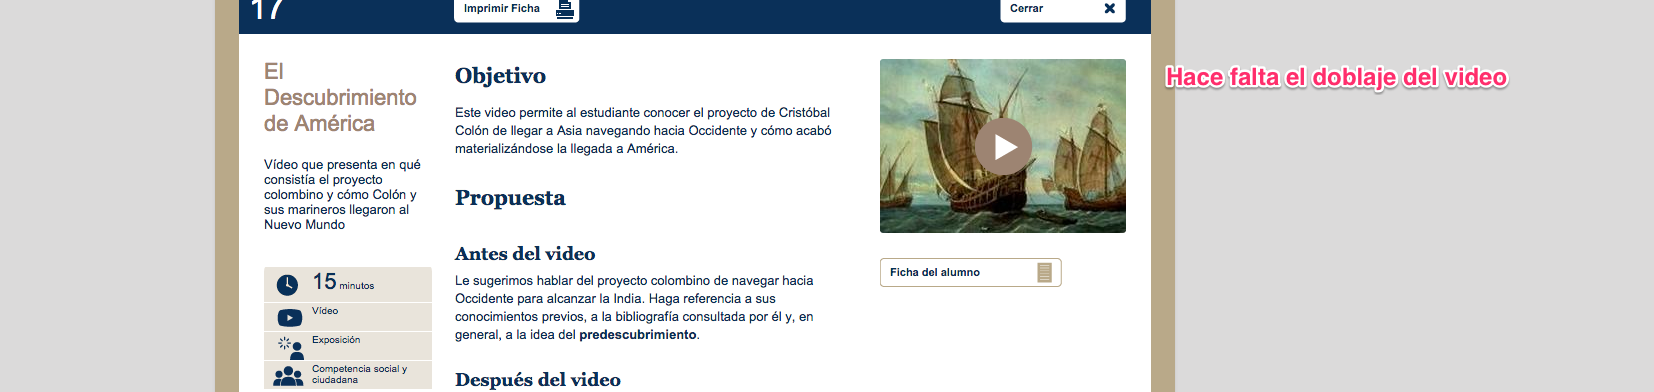 17
Imprimir Ficha
Cerrar
El
Descubrimiento
de América
Vídeo que presenta en qué
consistía el proyecto
colombino y cómo Colón y
sus marineros llegaron al
Nuevo Mundo
15 minutos
Vídeo
Exposición
Competencia social y
ciudadana
Objetivo
Este video permite al estudiante conocer el proyecto de Cristóbal
Colón de llegar a Asia navegando hacia Occidente y cómo acabó
materializándose la llegada a América.
Propuesta
Antes del video
Le sugerimos hablar del proyecto colombino de navegar hacia
Occidente para alcanzar la India. Haga referencia a sus
conocimientos previos, a la bibliografía consultada por él y, en
general, a la idea del predescubrimiento.
Después del video
Ficha del alumno
Hace falta el doblaje del video